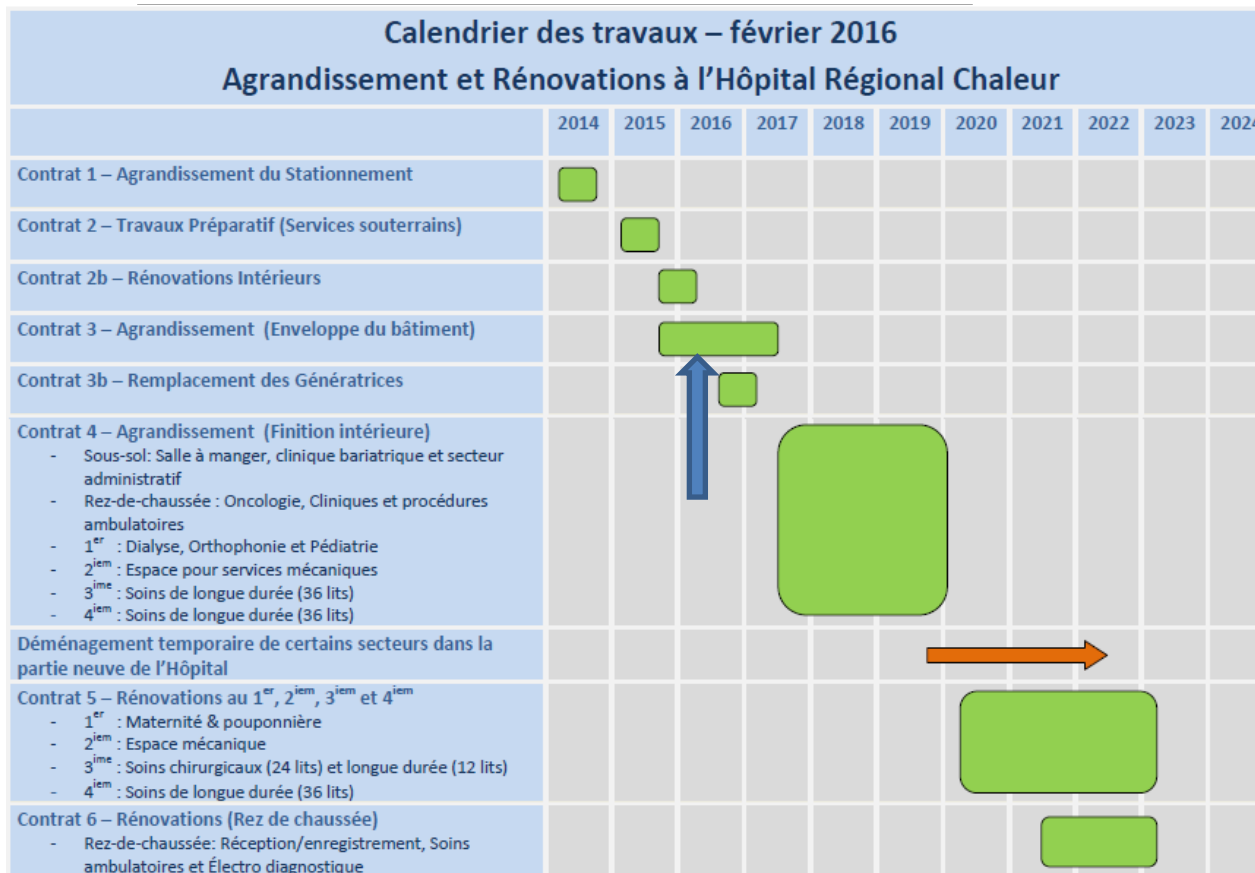 Calendrier des travaux – février 2016
Agrandissement et Rénovations à l’Hôpital Régional Chaleur
2014 2015 2016 2017 2018 2019 2020 2021 2022 2023 2024
Contrat 1 – Agrandissement du Stationnement
Contrat 2 – Travaux Préparatif (Services souterrains)
Contrat 2b – Rénovations Intérieurs
Contrat 3 – Agrandissement (Enveloppe du bâtiment)
Contrat 3b – Remplacement des Génératrices
Contrat 4 – Agrandissement (Finition intérieure)
- Sous-sol: Salle à manger, clinique bariatrique et secteur
administratif
- Rez-de-chaussée : Oncologie, Cliniques et procédures
ambulatoires
- 1er : Dialyse, Orthophonie et Pédiatrie
- 2iem : Espace pour services mécaniques
- 3ime : Soins de longue durée (36 lits)
- 4iem : Soins de longue durée (36 lits)
Déménagement temporaire de certains secteurs dans la
partie neuve de l’Hôpital
Contrat 5 – Rénovations au 1er, 2iem, 3iem et 4iem
- 1er : Maternité & pouponnière
- 2iem : Espace mécanique
- 3ime : Soins chirurgicaux (24 lits) et longue durée (12 lits)
- 4iem : Soins de longue durée (36 lits)
Contrat 6 – Rénovations (Rez de chaussée)
- Rez-de-chaussée: Réception/enregistrement, Soins
ambulatoires et Électro diagnostique